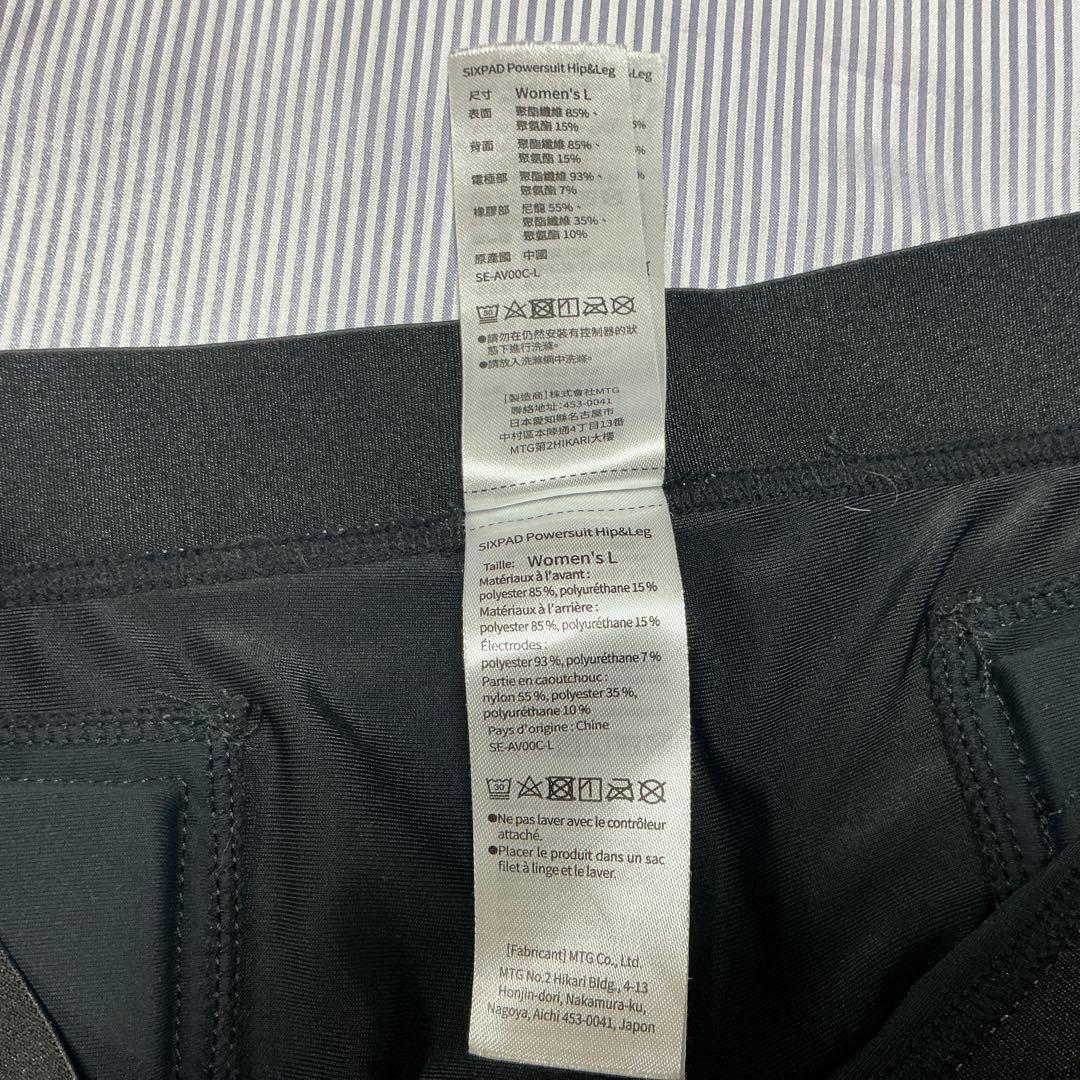 SIXPAD Powersuit Hip&Leg
尺寸 Women's L
表面 聚酯纖維 85%、
聚氨酯 15%
背面 聚酯纖維 85%、
聚氨酯 15%
電極部 聚酯纖維 93%、
聚氨酯 7%
橡膠部 尼龍 55%、
聚酯纖維 35%、
聚氨酯 10%
原產國 中國
SE-AV00C-L
30
●請勿在仍然安裝有控制器的狀
態下進行洗滌。
●請放入洗滌網中洗滌。
[製造商]株式會社MTG
聯絡地址:453-0041
日本愛知縣名古屋市
中村區本陣通4丁目13番
MTG第2HIKARI大樓
&Leg
5%
%
%
SIXPAD Powersuit Hip&Leg
Taille: Women's L
Matériaux à l'avant :
polyester 85 %, polyuréthane 15 %
Matériaux à l'arrière :
polyester 85 %, polyuréthane 15 %
Électrodes :
polyester 93 %, polyuréthane 7 %
Partie en caoutchouc :
nylon 55 %, polyester 35 %,
polyuréthane 10 %
Pays d'origine : Chine
SE-AV00C-L
30
●Ne pas laver avec le contrôleur
attaché.
●Placer le produit dans un sac
filet à linge et le laver.
[Fabricant] MTG Co., Ltd.
MTG No.2 Hikari Bldg., 4-13
Honjin-dori, Nakamura-ku,
Nagoya, Aichi 453-0041, Japon